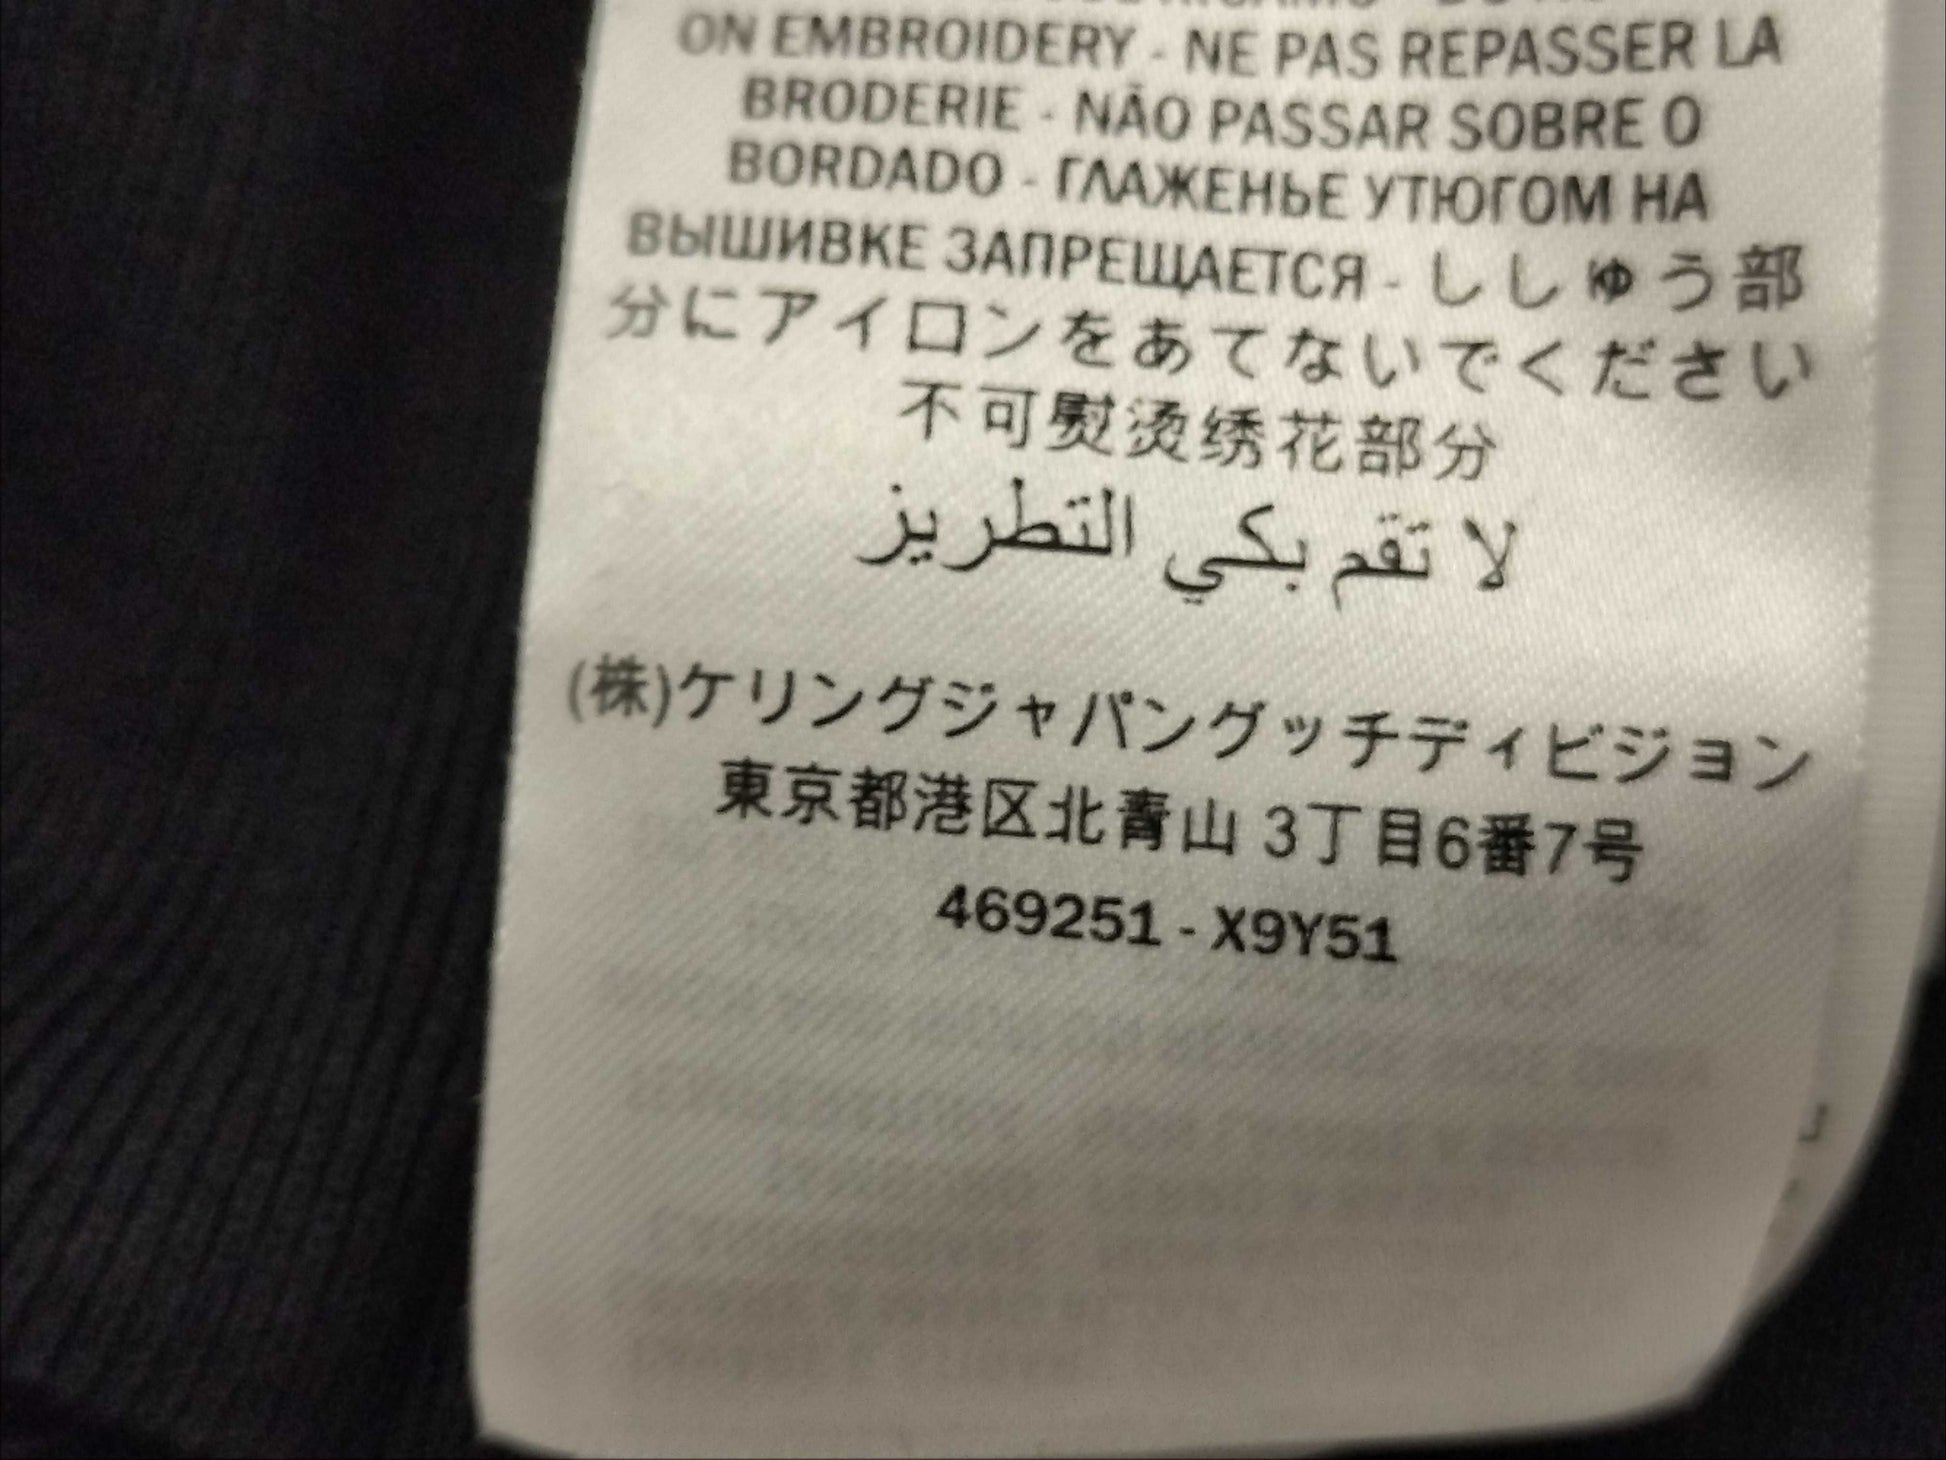 ON EMBROIDERY - NE PAS REPASSER LA
BRODERIE - NÃO PASSAR SOBRE O
BORDADO - ГЛАЖЕНЬЕ УТЮГОМ НА
ВЫШИВКЕ ЗАПРЕЩАЕТСЯ - ししゅう部
分にアイロンをあてないでください
不可熨烫绣花部分
لا تقم بكي التطريز
(株)ケリングジャパングッチディビジョン
東京都港区北青山 3丁目6番7号
469251 - X9Y51